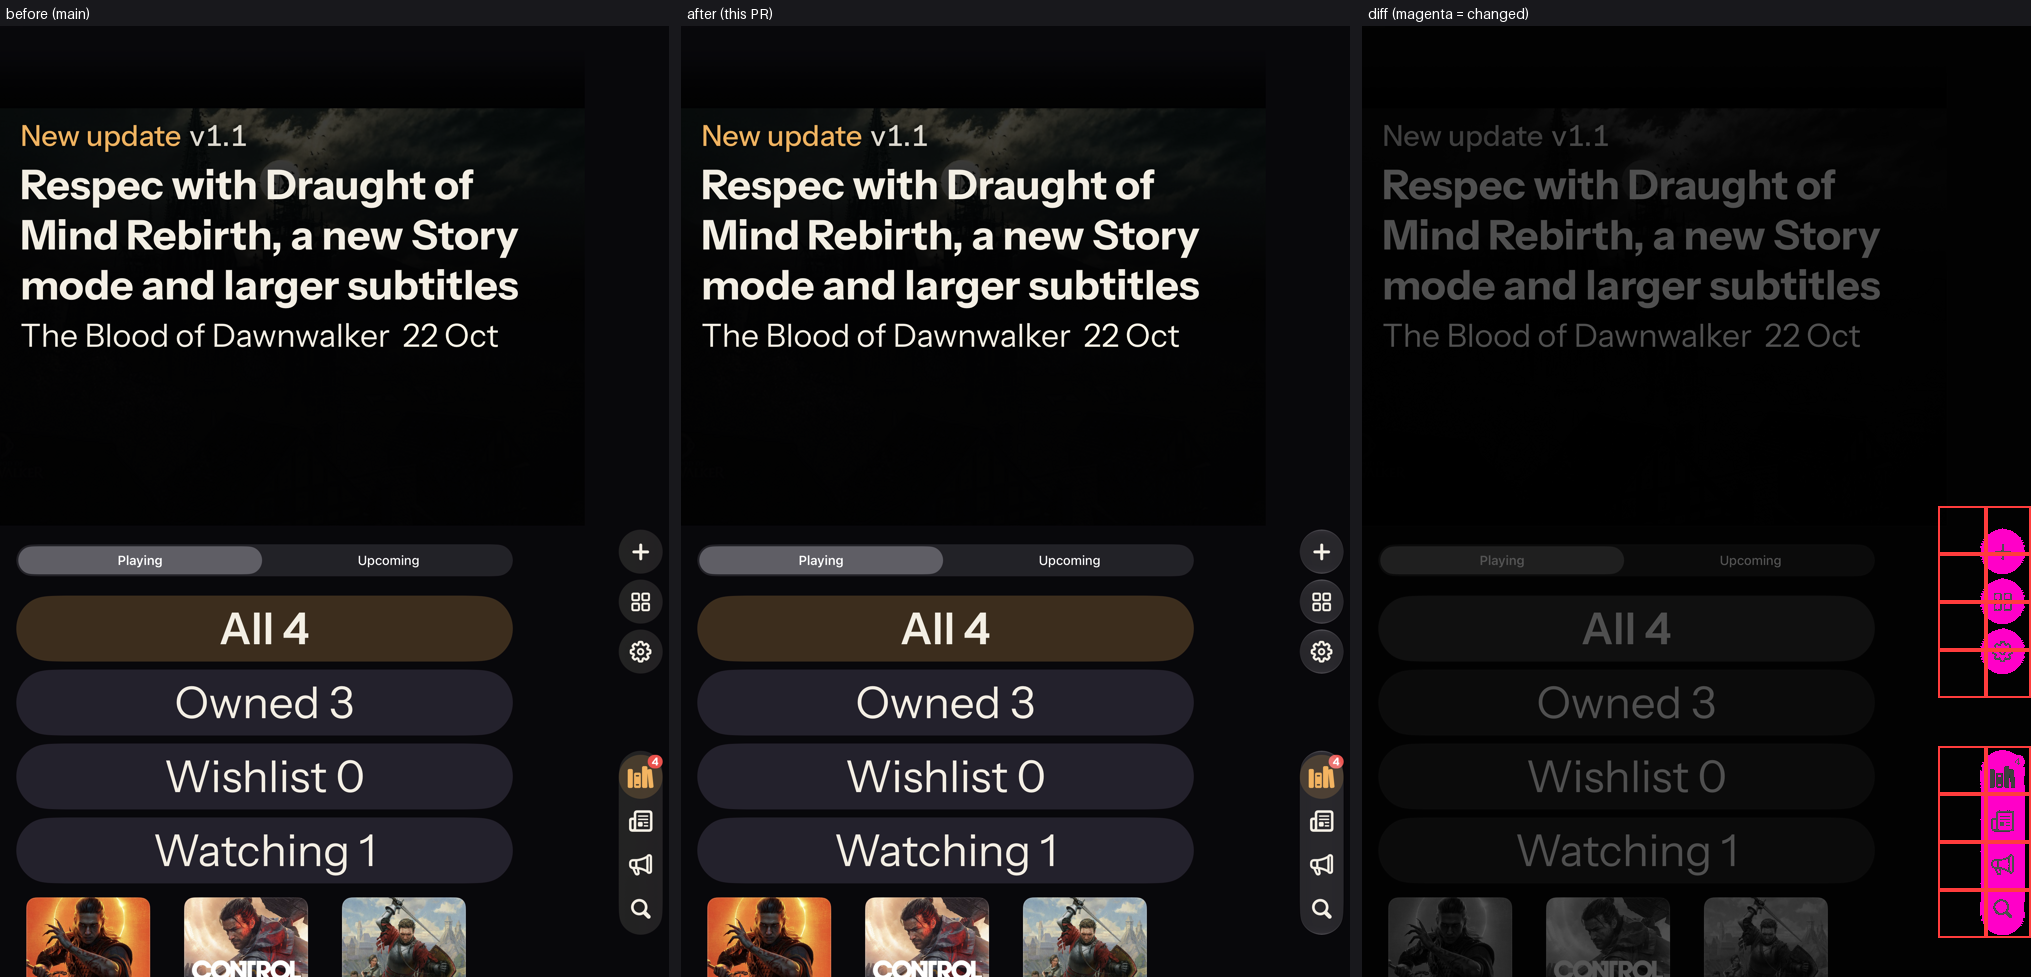 before (main)
New update v1.1
Respec with Draught of
Mind Rebirth, a new Story
mode and larger subtitles
The Blood of Dawnwalker 22 Oct
Playing
Upcoming
All 4
Owned 3
Wishlist 0
Watching 1
4
CONTROL
after (this PR)
New update v1.1
Respec with Draught of
Mind Rebirth, a new Story
mode and larger subtitles
The Blood of Dawnwalker 22 Oct
Playing
Upcoming
All 4
Owned 3
Wishlist 0
Watching 1
4
CONTROL
diff (magenta = changed)
New update v1.1
Respec with Draught of
Mind Rebirth, a new Story
mode and larger subtitles
The Blood of Dawnwalker 22 Oct
Playing
Upcoming
All 4
Owned 3
Wishlist 0
Watching 1
CONTROL